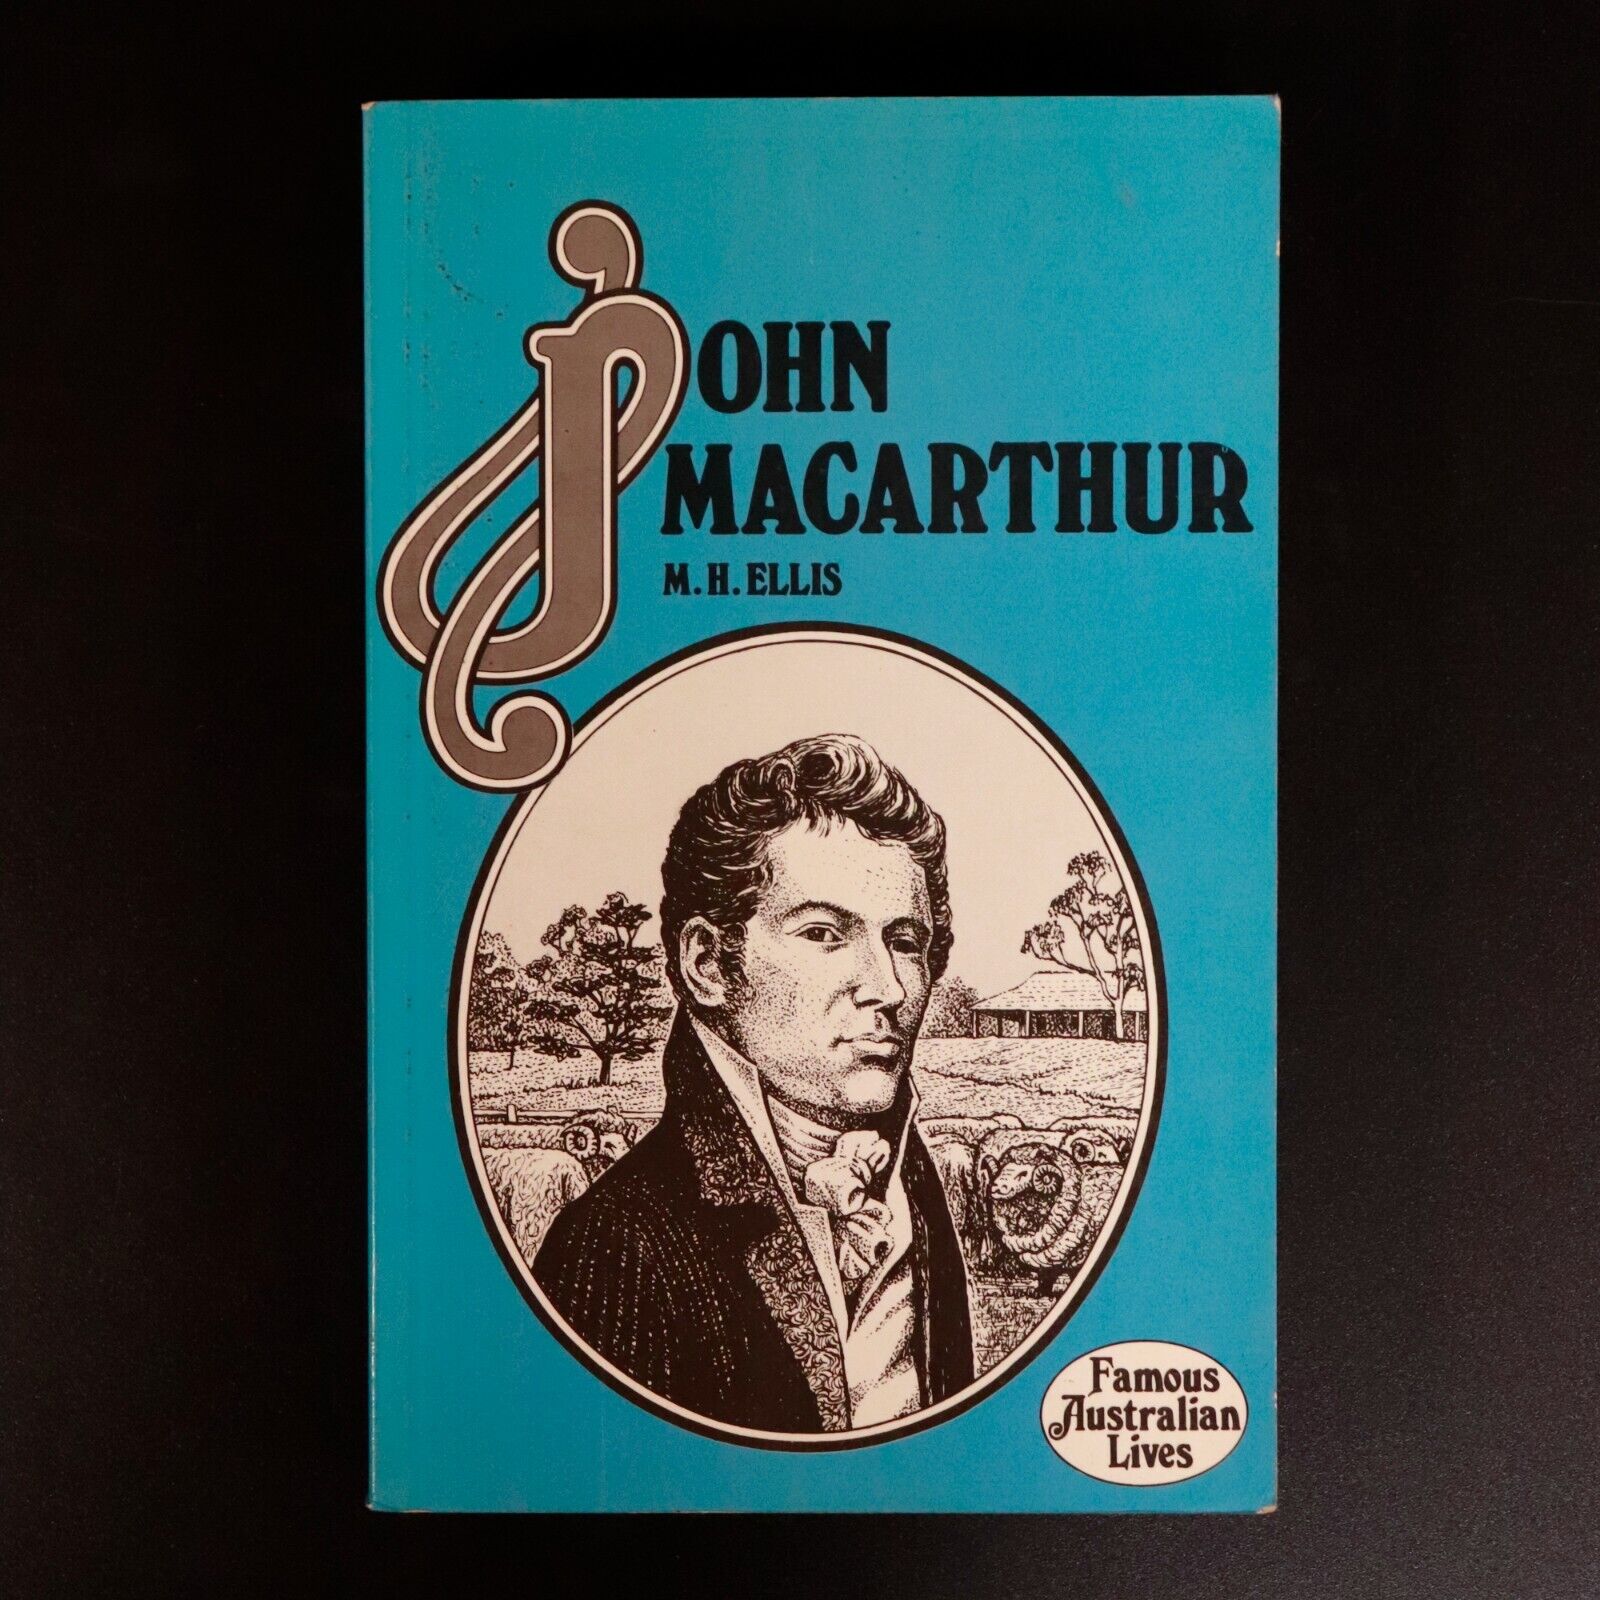 JOHN
MACARTHUR
M. H. ELLIS
Famous
Australian
Lives